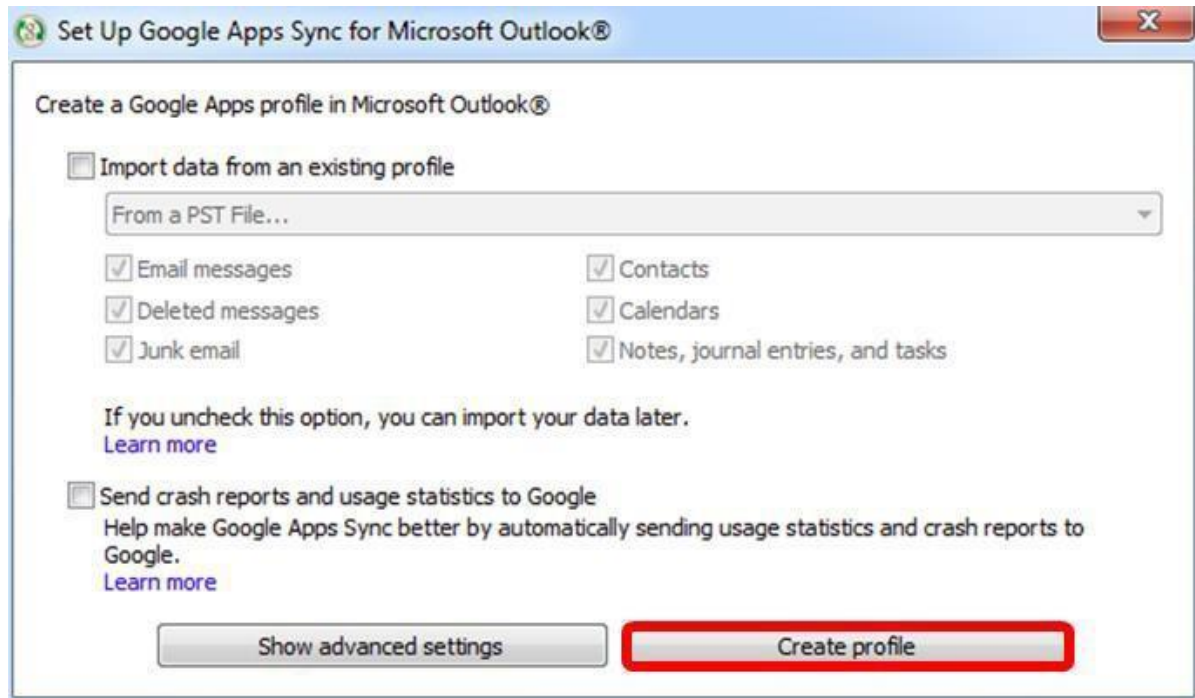 Set Up Google Apps Sync for Microsoft Outlook®
Create a Google Apps profile in Microsoft Outlook®
Import data from an existing profile
From a PST File...
Email messages
Contacts
Deleted messages
Calendars
Junk email
Notes, journal entries, and tasks
If you uncheck this option, you can import your data later.
Learn more
Send crash reports and usage statistics to Google
Help make Google Apps Sync better by automatically sending usage statistics and crash reports to
Google.
Learn more
Show advanced settings
Create profile